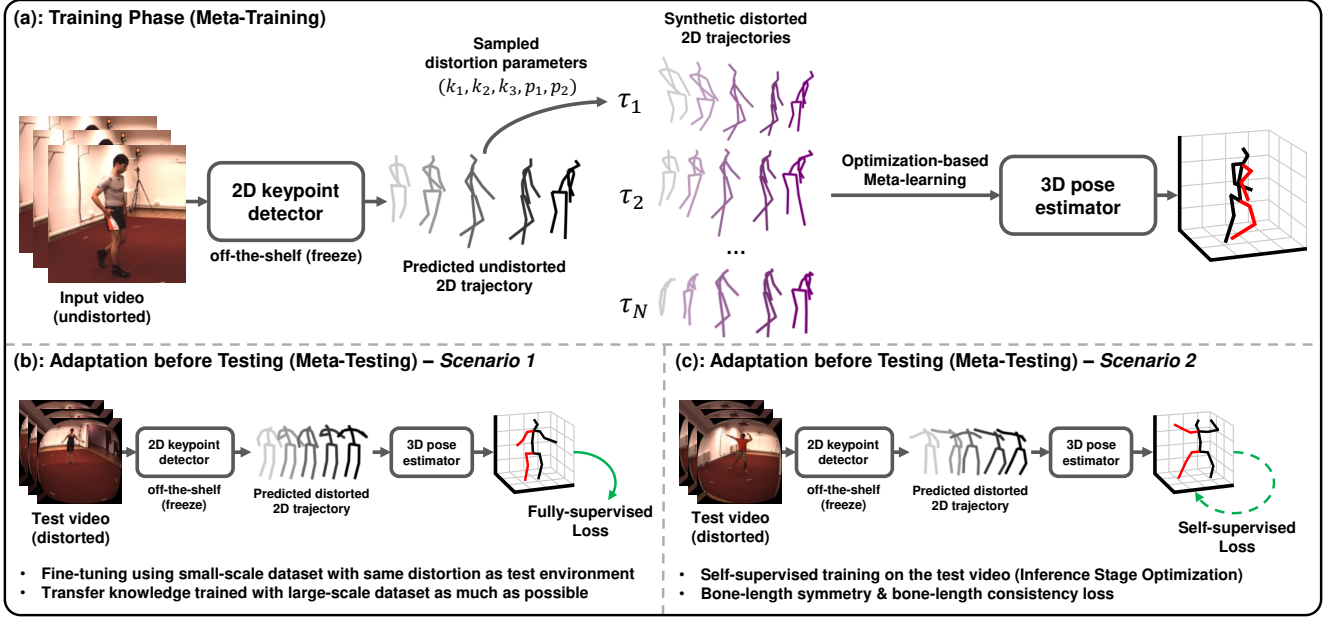 (a): Training Phase (Meta-Training)
Synthetic distorted
2D trajectories
Sampled
distortion parameters
(k₁, k₂, k₃, p₁, p₂)
τ₁
2D keypoint
detector
off-the-shelf (freeze)
Input video
(undistorted)
Predicted undistorted
2D trajectory
τ₂
...
τ_N
Optimization-based
Meta-learning
3D pose
estimator
(b): Adaptation before Testing (Meta-Testing) – Scenario 1
2D keypoint
detector
off-the-shelf
(freeze)
Test video
(distorted)
Predicted distorted
2D trajectory
3D pose
estimator
Fully-supervised
Loss
• Fine-tuning using small-scale dataset with same distortion as test environment
• Transfer knowledge trained with large-scale dataset as much as possible
(c): Adaptation before Testing (Meta-Testing) – Scenario 2
2D keypoint
detector
off-the-shelf
(freeze)
Test video
(distorted)
Predicted distorted
2D trajectory
3D pose
estimator
Self-supervised
Loss
• Self-supervised training on the test video (Inference Stage Optimization)
• Bone-length symmetry & bone-length consistency loss